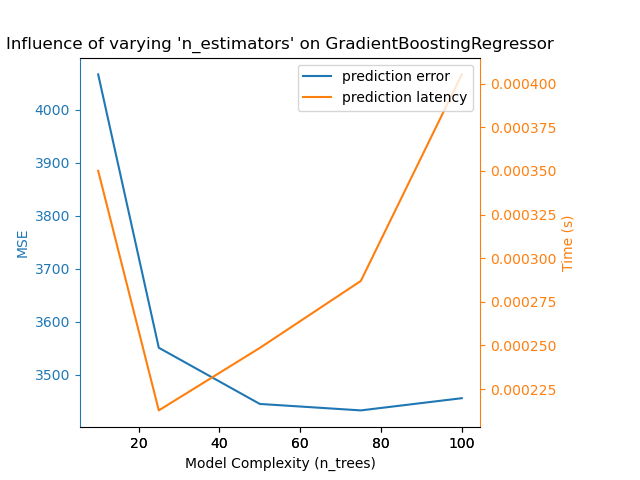 Influence of varying 'n_estimators' on GradientBoostingRegressor
prediction error
prediction latency
MSE
4000
3900
3800
3700
3600
3500
0.000400
0.000375
0.000350
0.000325
0.000300
0.000275
0.000250
0.000225
Time (s)
20 40 60 80 100
Model Complexity (n_trees)